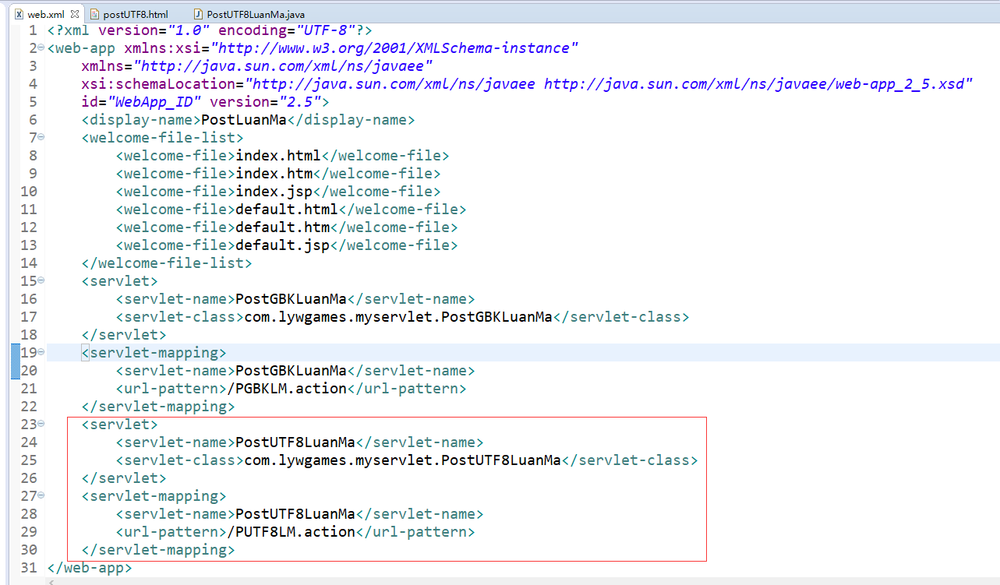 web.xml postUTF8.html PostUTF8LuanMa.java
1 <?xml version="1.0" encoding="UTF-8"?>
2 <web-app xmlns:xsi="http://www.w3.org/2001/XMLSchema-instance"
3 xmlns="http://java.sun.com/xml/ns/javaee"
4 xsi:schemaLocation="http://java.sun.com/xml/ns/javaee http://java.sun.com/xml/ns/javaee/web-app_2_5.xsd"
5 id="WebApp_ID" version="2.5">
6 <display-name>PostLuanMa</display-name>
7 <welcome-file-list>
8 <welcome-file>index.html</welcome-file>
9 <welcome-file>index.htm</welcome-file>
10 <welcome-file>index.jsp</welcome-file>
11 <welcome-file>default.html</welcome-file>
12 <welcome-file>default.htm</welcome-file>
13 <welcome-file>default.jsp</welcome-file>
14 </welcome-file-list>
15 <servlet>
16 <servlet-name>PostGBKLuanMa</servlet-name>
17 <servlet-class>com.lywgames.myservlet.PostGBKLuanMa</servlet-class>
18 </servlet>
19 <servlet-mapping>
20 <servlet-name>PostGBKLuanMa</servlet-name>
21 <url-pattern>/PGBKLM.action</url-pattern>
22 </servlet-mapping>
23 <servlet>
24 <servlet-name>PostUTF8LuanMa</servlet-name>
25 <servlet-class>com.lywgames.myservlet.PostUTF8LuanMa</servlet-class>
26 </servlet>
27 <servlet-mapping>
28 <servlet-name>PostUTF8LuanMa</servlet-name>
29 <url-pattern>/PUTF8LM.action</url-pattern>
30 </servlet-mapping>
31 </web-app>